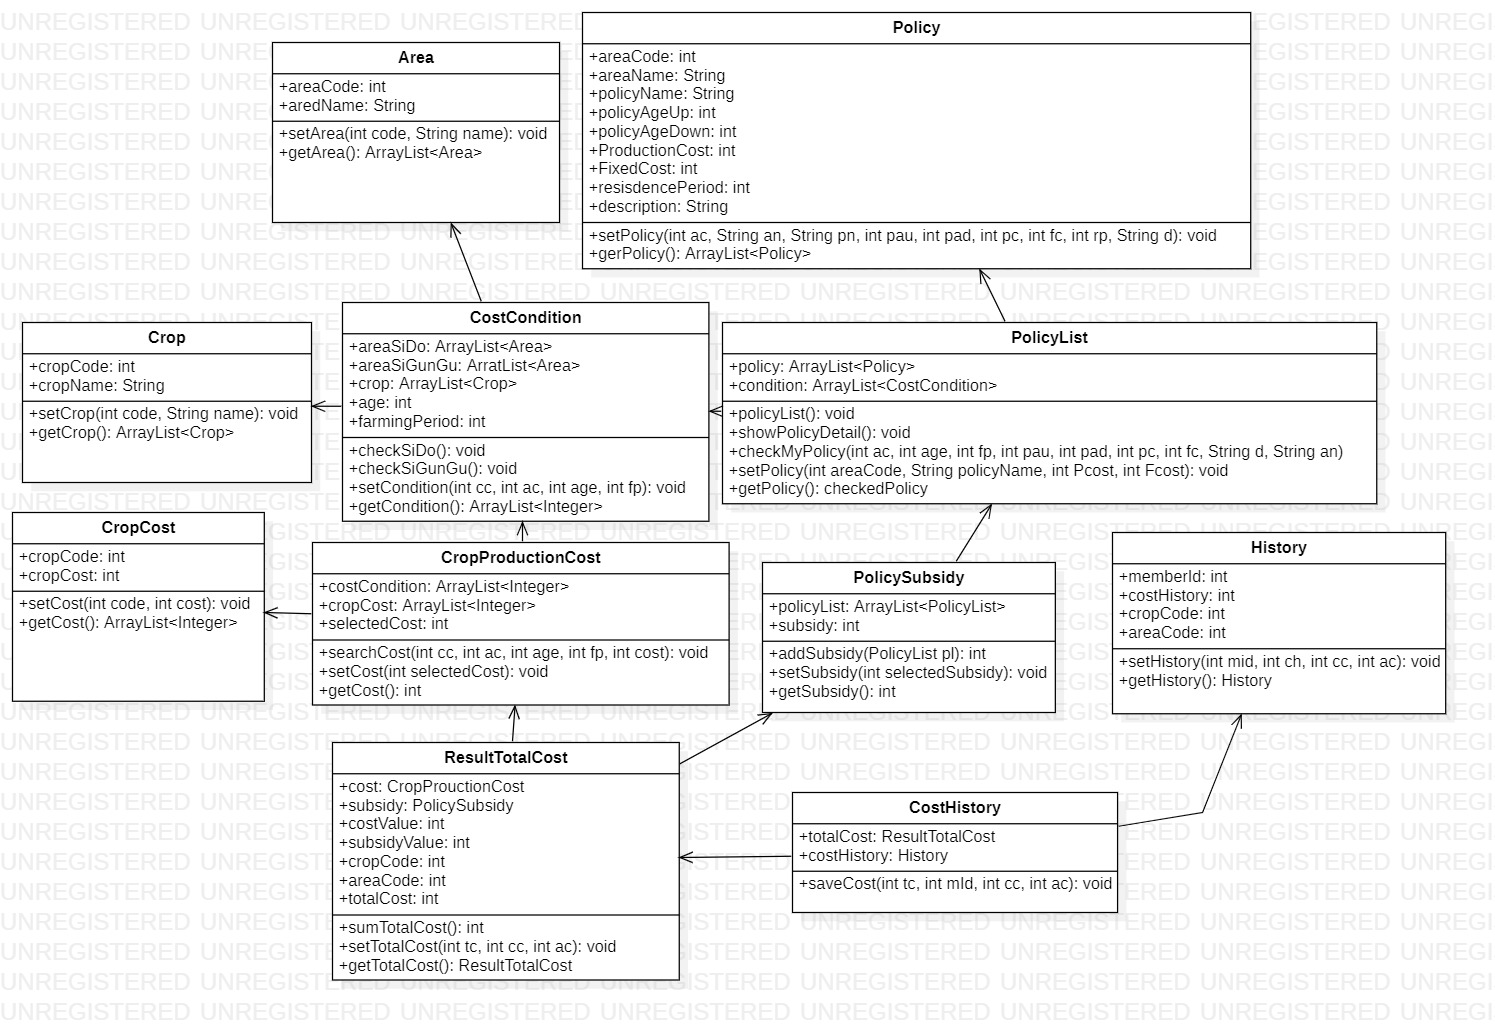 Area
+areaCode: int
+aredName: String
+setArea(int code, String name): void
+getArea(): ArrayList<Area>
Policy
+areaCode: int
+areaName: String
+policyName: String
+policyAgeUp: int
+policyAgeDown: int
+ProductionCost: int
+FixedCost: int
+resisdencePeriod: int
+description: String
+setPolicy(int ac, String an, String pn, int pau, int pad, int pc, int fc, int rp, String d): void
+gerPolicy(): ArrayList<Policy>
Crop
+cropCode: int
+cropName: String
+setCrop(int code, String name): void
+getCrop(): ArrayList<Crop>
CostCondition
+areaSiDo: ArrayList<Area>
+areaSiGunGu: ArratList<Area>
+crop: ArrayList<Crop>
+age: int
+farmingPeriod: int
+checkSiDo(): void
+checkSiGunGu(): void
+setCondition(int cc, int ac, int age, int fp): void
+getCondition(): ArrayList<Integer>
PolicyList
+policy: ArrayList<Policy>
+condition: ArrayList<CostCondition>
+policyList(): void
+showPolicyDetail(): void
+checkMyPolicy(int ac, int age, int fp, int pau, int pad, int pc, int fc, String d, String an)
+setPolicy(int areaCode, String policyName, int Pcost, int Fcost): void
+getPolicy(): checkedPolicy
CropCost
+cropCode: int
+cropCost: int
+setCost(int code, int cost): void
+getCost(): ArrayList<Integer>
CropProductionCost
+costCondition: ArrayList<Integer>
+cropCost: ArrayList<Integer>
+selectedCost: int
+searchCost(int cc, int ac, int age, int fp, int cost): void
+setCost(int selectedCost): void
+getCost(): int
PolicySubsidy
+policyList: ArrayList<PolicyList>
+subsidy: int
+addSubsidy(PolicyList pl): int
+setSubsidy(int selectedSubsidy): void
+getSubsidy(): int
History
+memberId: int
+costHistory: int
+cropCode: int
+areaCode: int
+setHistory(int mid, int ch, int cc, int ac): void
+getHistory(): History
ResultTotalCost
+cost: CropProuctionCost
+subsidy: PolicySubsidy
+costValue: int
+subsidyValue: int
+cropCode: int
+areaCode: int
+totalCost: int
+sumTotalCost(): int
+setTotalCost(int tc, int cc, int ac): void
+getTotalCost(): ResultTotalCost
CostHistory
+totalCost: ResultTotalCost
+costHistory: History
+saveCost(int tc, int mId, int cc, int ac): void